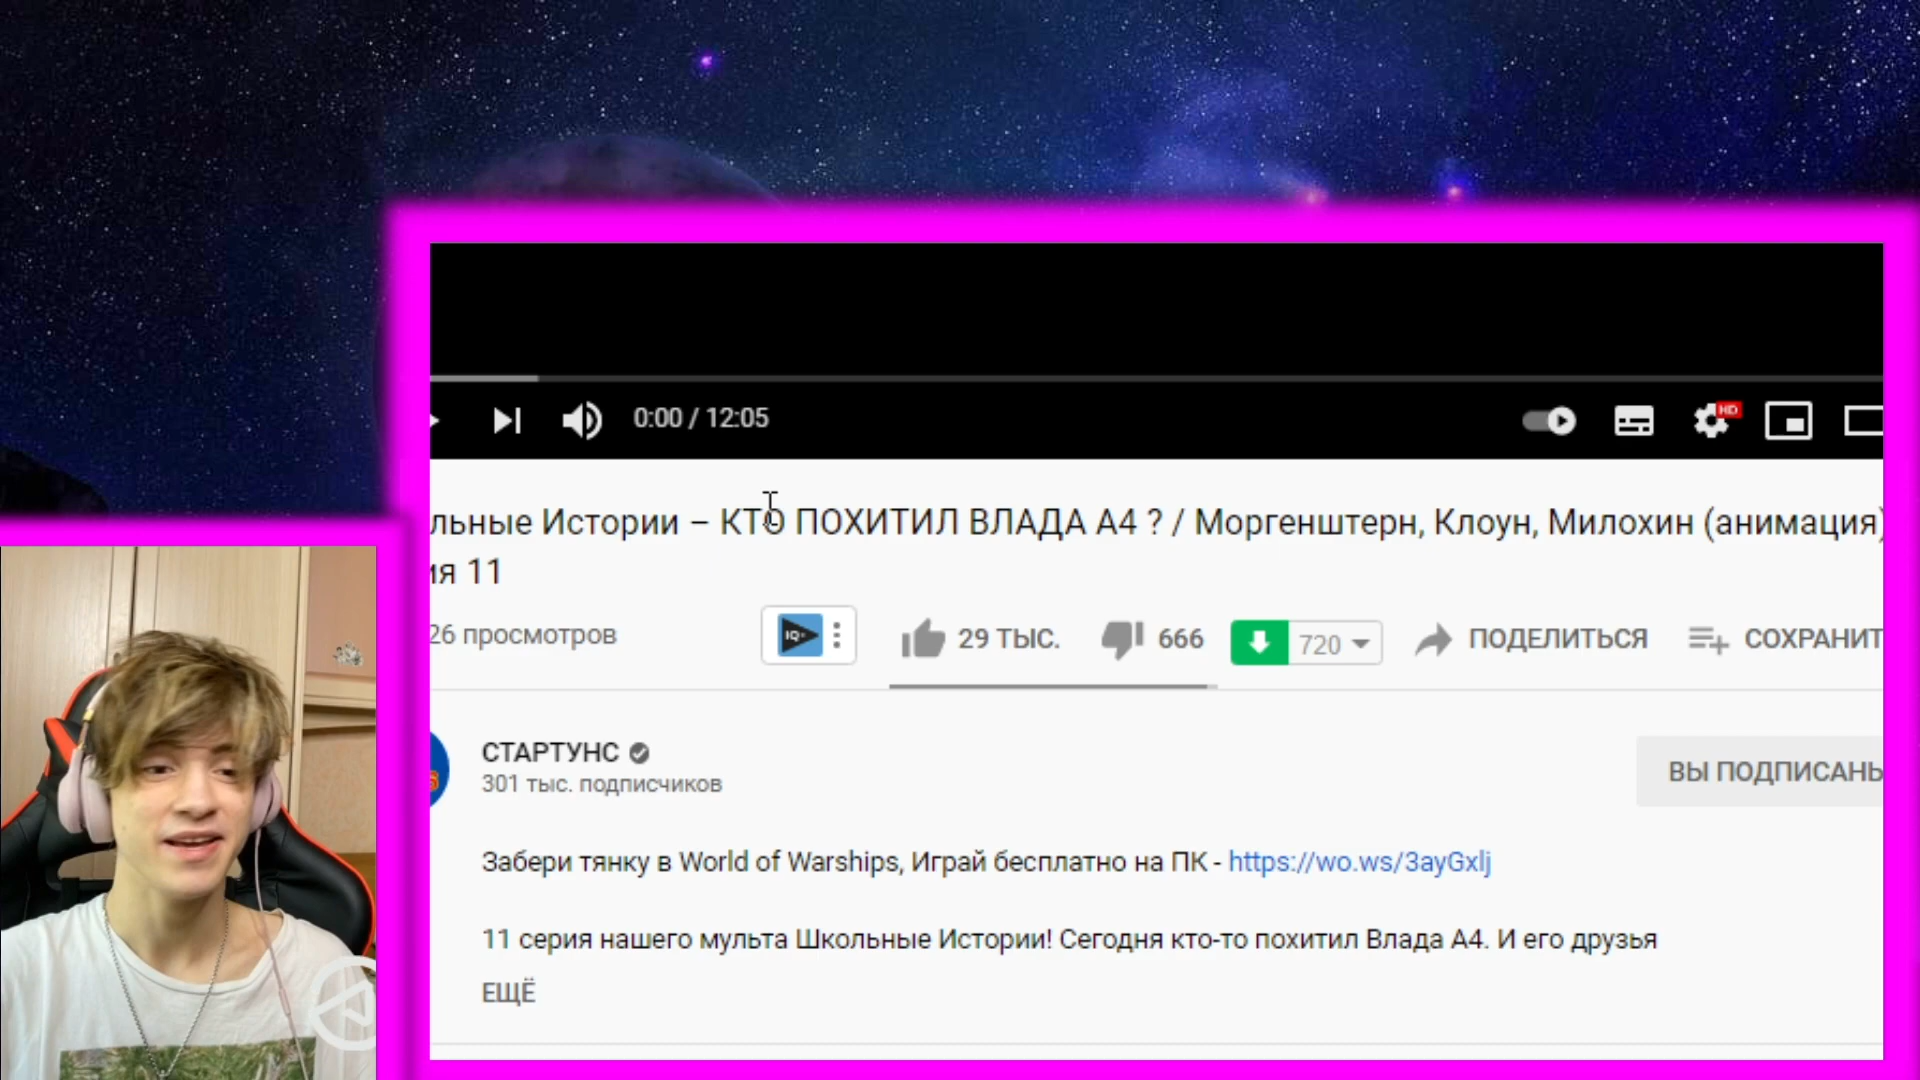 0:00 / 12:05
HD
льные Истории – КТО ПОХИТИЛ ВЛАДА А4 ? / Моргенштерн, Клоун, Милохин (анимация)
ия 11
26 просмотров
IQ
29 ТЫС.
666
720
ПОДЕЛИТЬСЯ
СОХРАНИТ
СТАРТУНС
301 тыс. подписчиков
ВЫ ПОДПИСАНЫ
Забери тянку в World of Warships, Играй бесплатно на ПК - https://wo.ws/3ayGxlj
11 серия нашего мульта Школьные Истории! Сегодня кто-то похитил Влада А4. И его друзья
ЕЩЁ